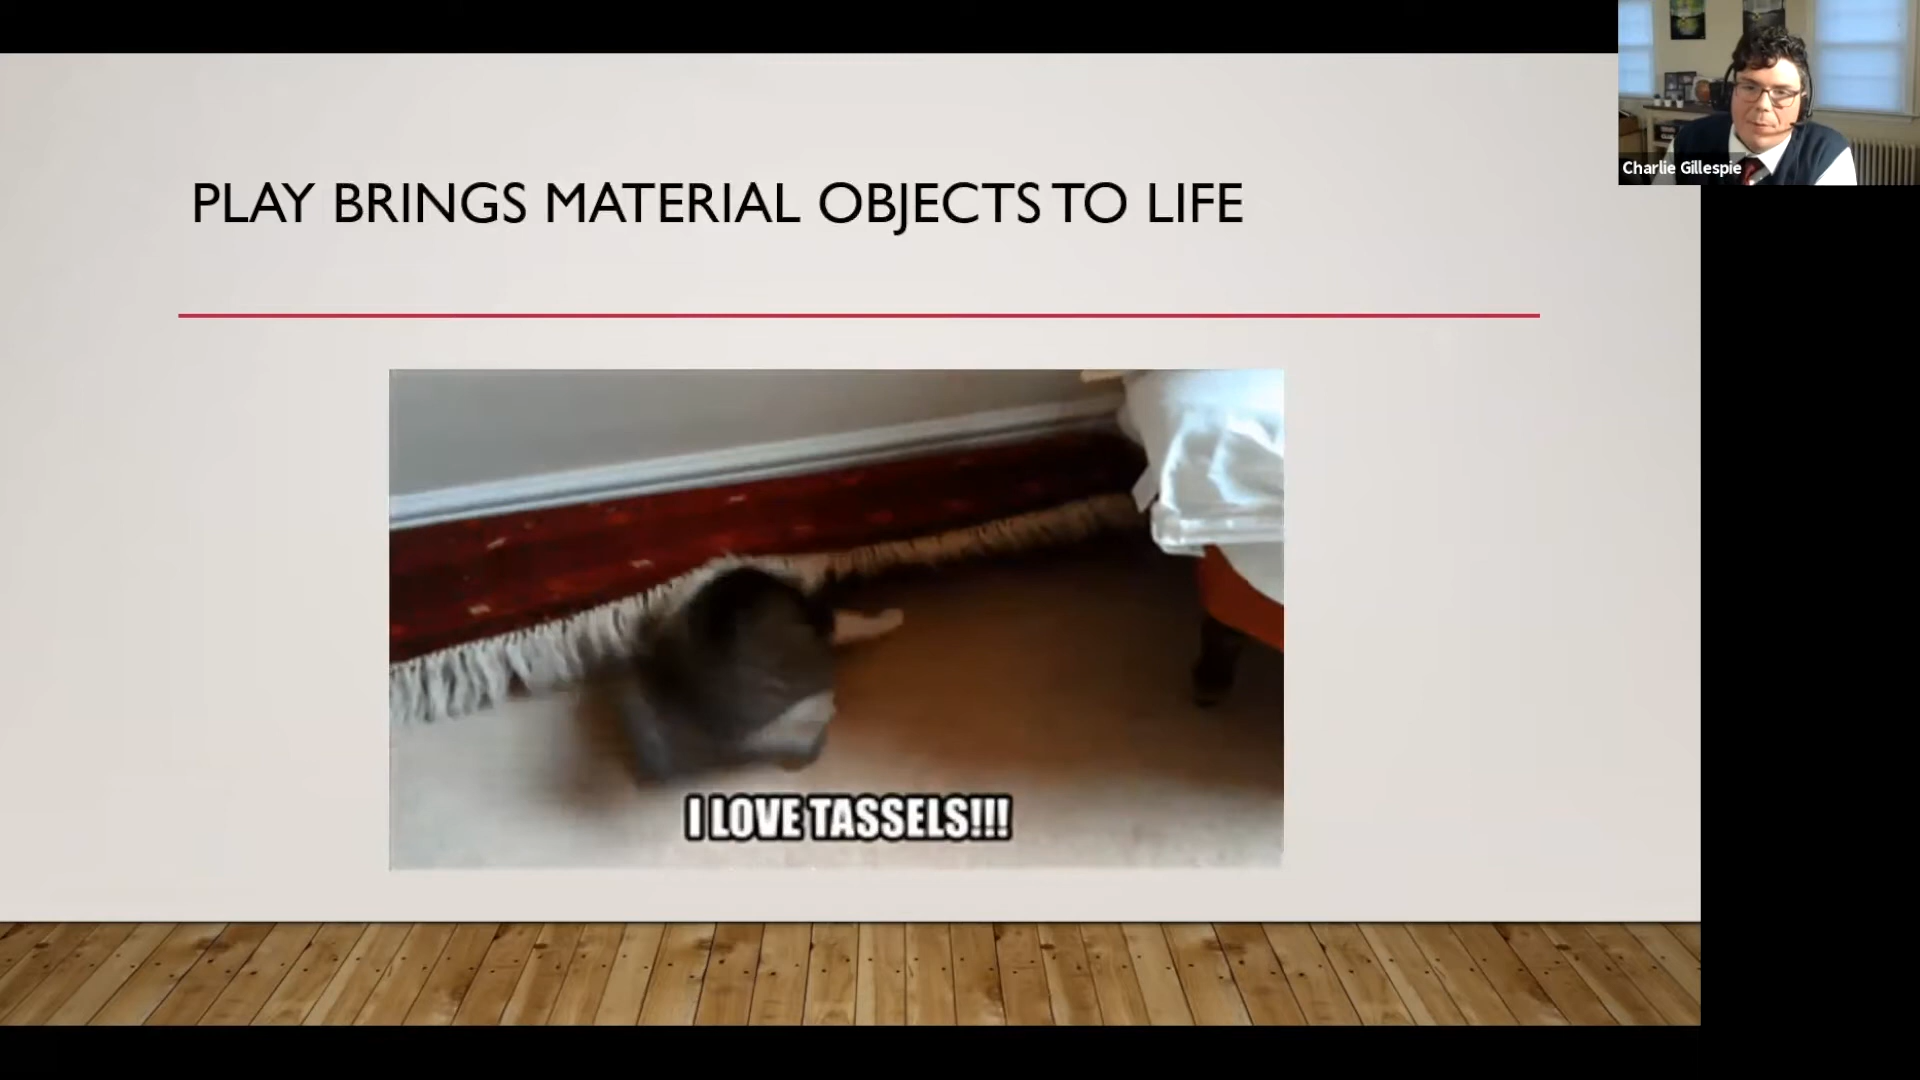 PLAY BRINGS MATERIAL OBJECTS TO LIFE
Charlie Gillespie
I LOVE TASSELS!!!